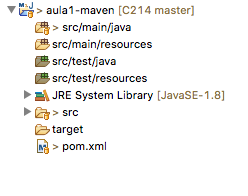 > aula1-maven [C214 master]
> src/main/java
src/main/resources
src/test/java
src/test/resources
JRE System Library [JavaSE-1.8]
> src
target
> pom.xml